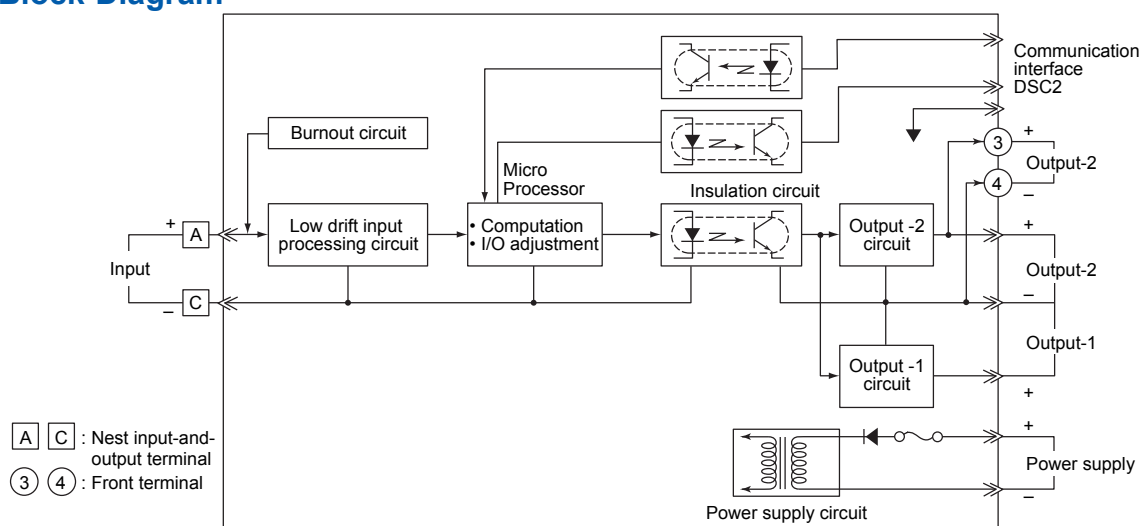 Block Diagram
Communication
interface
DSC2
Burnout circuit
3
+
Output-2
4
–
Micro
Processor
Insulation circuit
+
A
Low drift input
processing circuit
• Computation
• I/O adjustment
Output -2
circuit
+
Input
Output-2
–
C
–
Output-1
Output -1
circuit
+
A C : Nest input-and-
output terminal
3 4 : Front terminal
+
Power supply
–
Power supply circuit